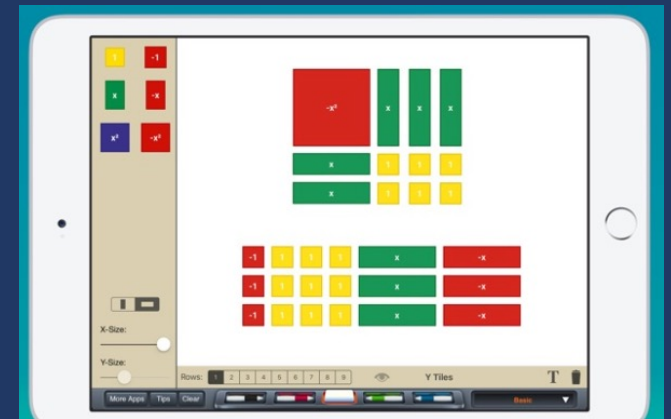 1 -1
x -x
x² -x²
-x² x x x
x 1 1 1
x 1 1 1
-1 1 1 1 x -x
-1 1 1 1 x -x
-1 1 1 1 x -x
X-Size:
Y-Size:
Rows: 1 2 3 4 5 6 7 8 9 Y Tiles T
More Apps Tips Clear Basic